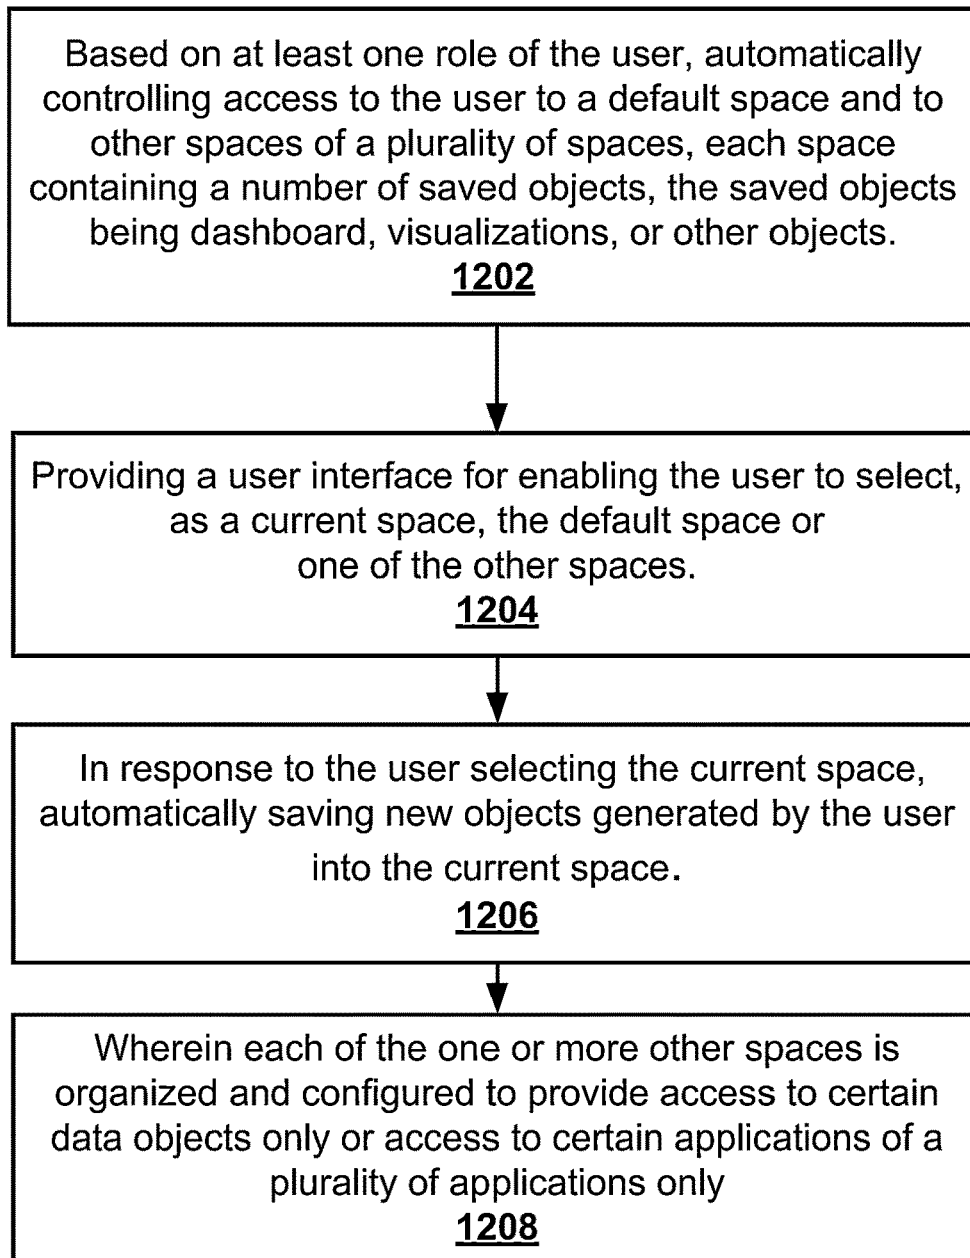 Based on at least one role of the user, automatically
controlling access to the user to a default space and to
other spaces of a plurality of spaces, each space
containing a number of saved objects, the saved objects
being dashboard, visualizations, or other objects.
1202
Providing a user interface for enabling the user to select,
as a current space, the default space or
one of the other spaces.
1204
In response to the user selecting the current space,
automatically saving new objects generated by the user
into the current space.
1206
Wherein each of the one or more other spaces is
organized and configured to provide access to certain
data objects only or access to certain applications of a
plurality of applications only
1208